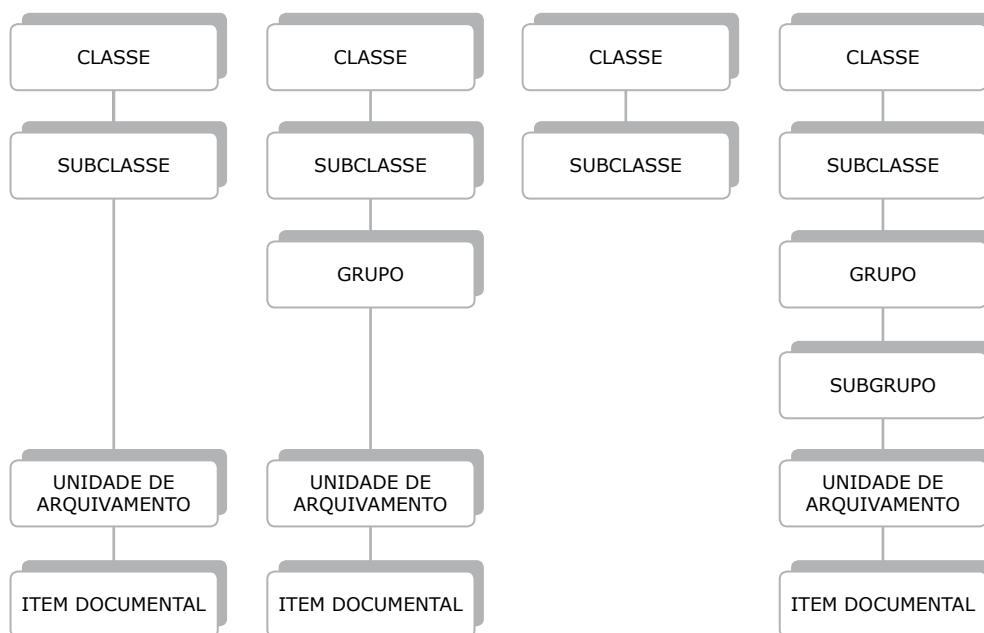 CLASSE
CLASSE
CLASSE
CLASSE
SUBCLASSE
SUBCLASSE
SUBCLASSE
SUBCLASSE
GRUPO
GRUPO
SUBGRUPO
UNIDADE DE
ARQUIVAMENTO
UNIDADE DE
ARQUIVAMENTO
UNIDADE DE
ARQUIVAMENTO
ITEM DOCUMENTAL
ITEM DOCUMENTAL
ITEM DOCUMENTAL